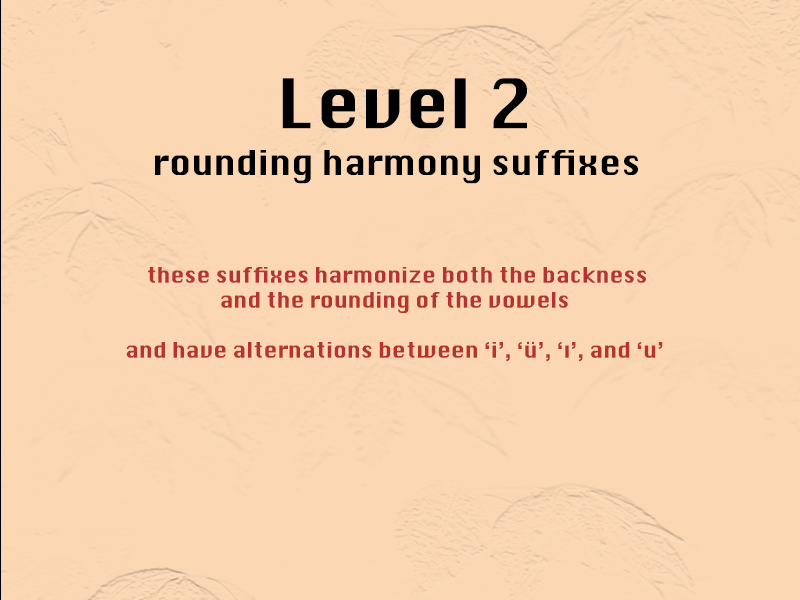 Level 2
rounding harmony suffixes
these suffixes harmonize both the backness
and the rounding of the vowels
and have alternations between ‘i’, ‘ü’, ‘ı’, and ‘u’